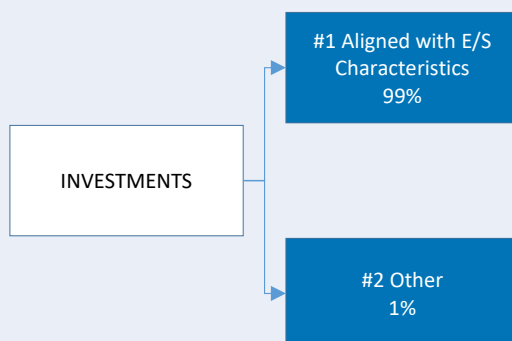 #1 Aligned with E/S
Characteristics
99%
INVESTMENTS
#2 Other
1%